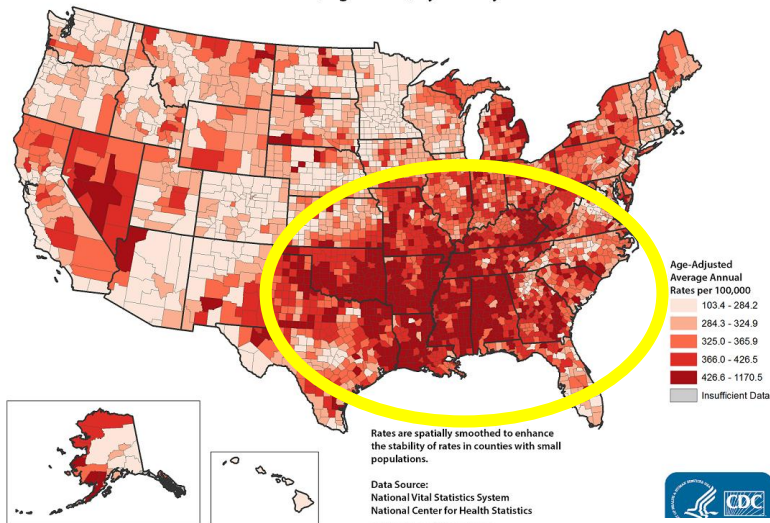 Age-Adjusted
Average Annual
Rates per 100,000
103.4 - 284.2
284.3 - 324.9
325.0 - 365.9
366.0 - 426.5
426.6 - 1170.5
Insufficient Data
Rates are spatially smoothed to enhance
the stability of rates in counties with small
populations.
Data Source:
National Vital Statistics System
National Center for Health Statistics
CDC